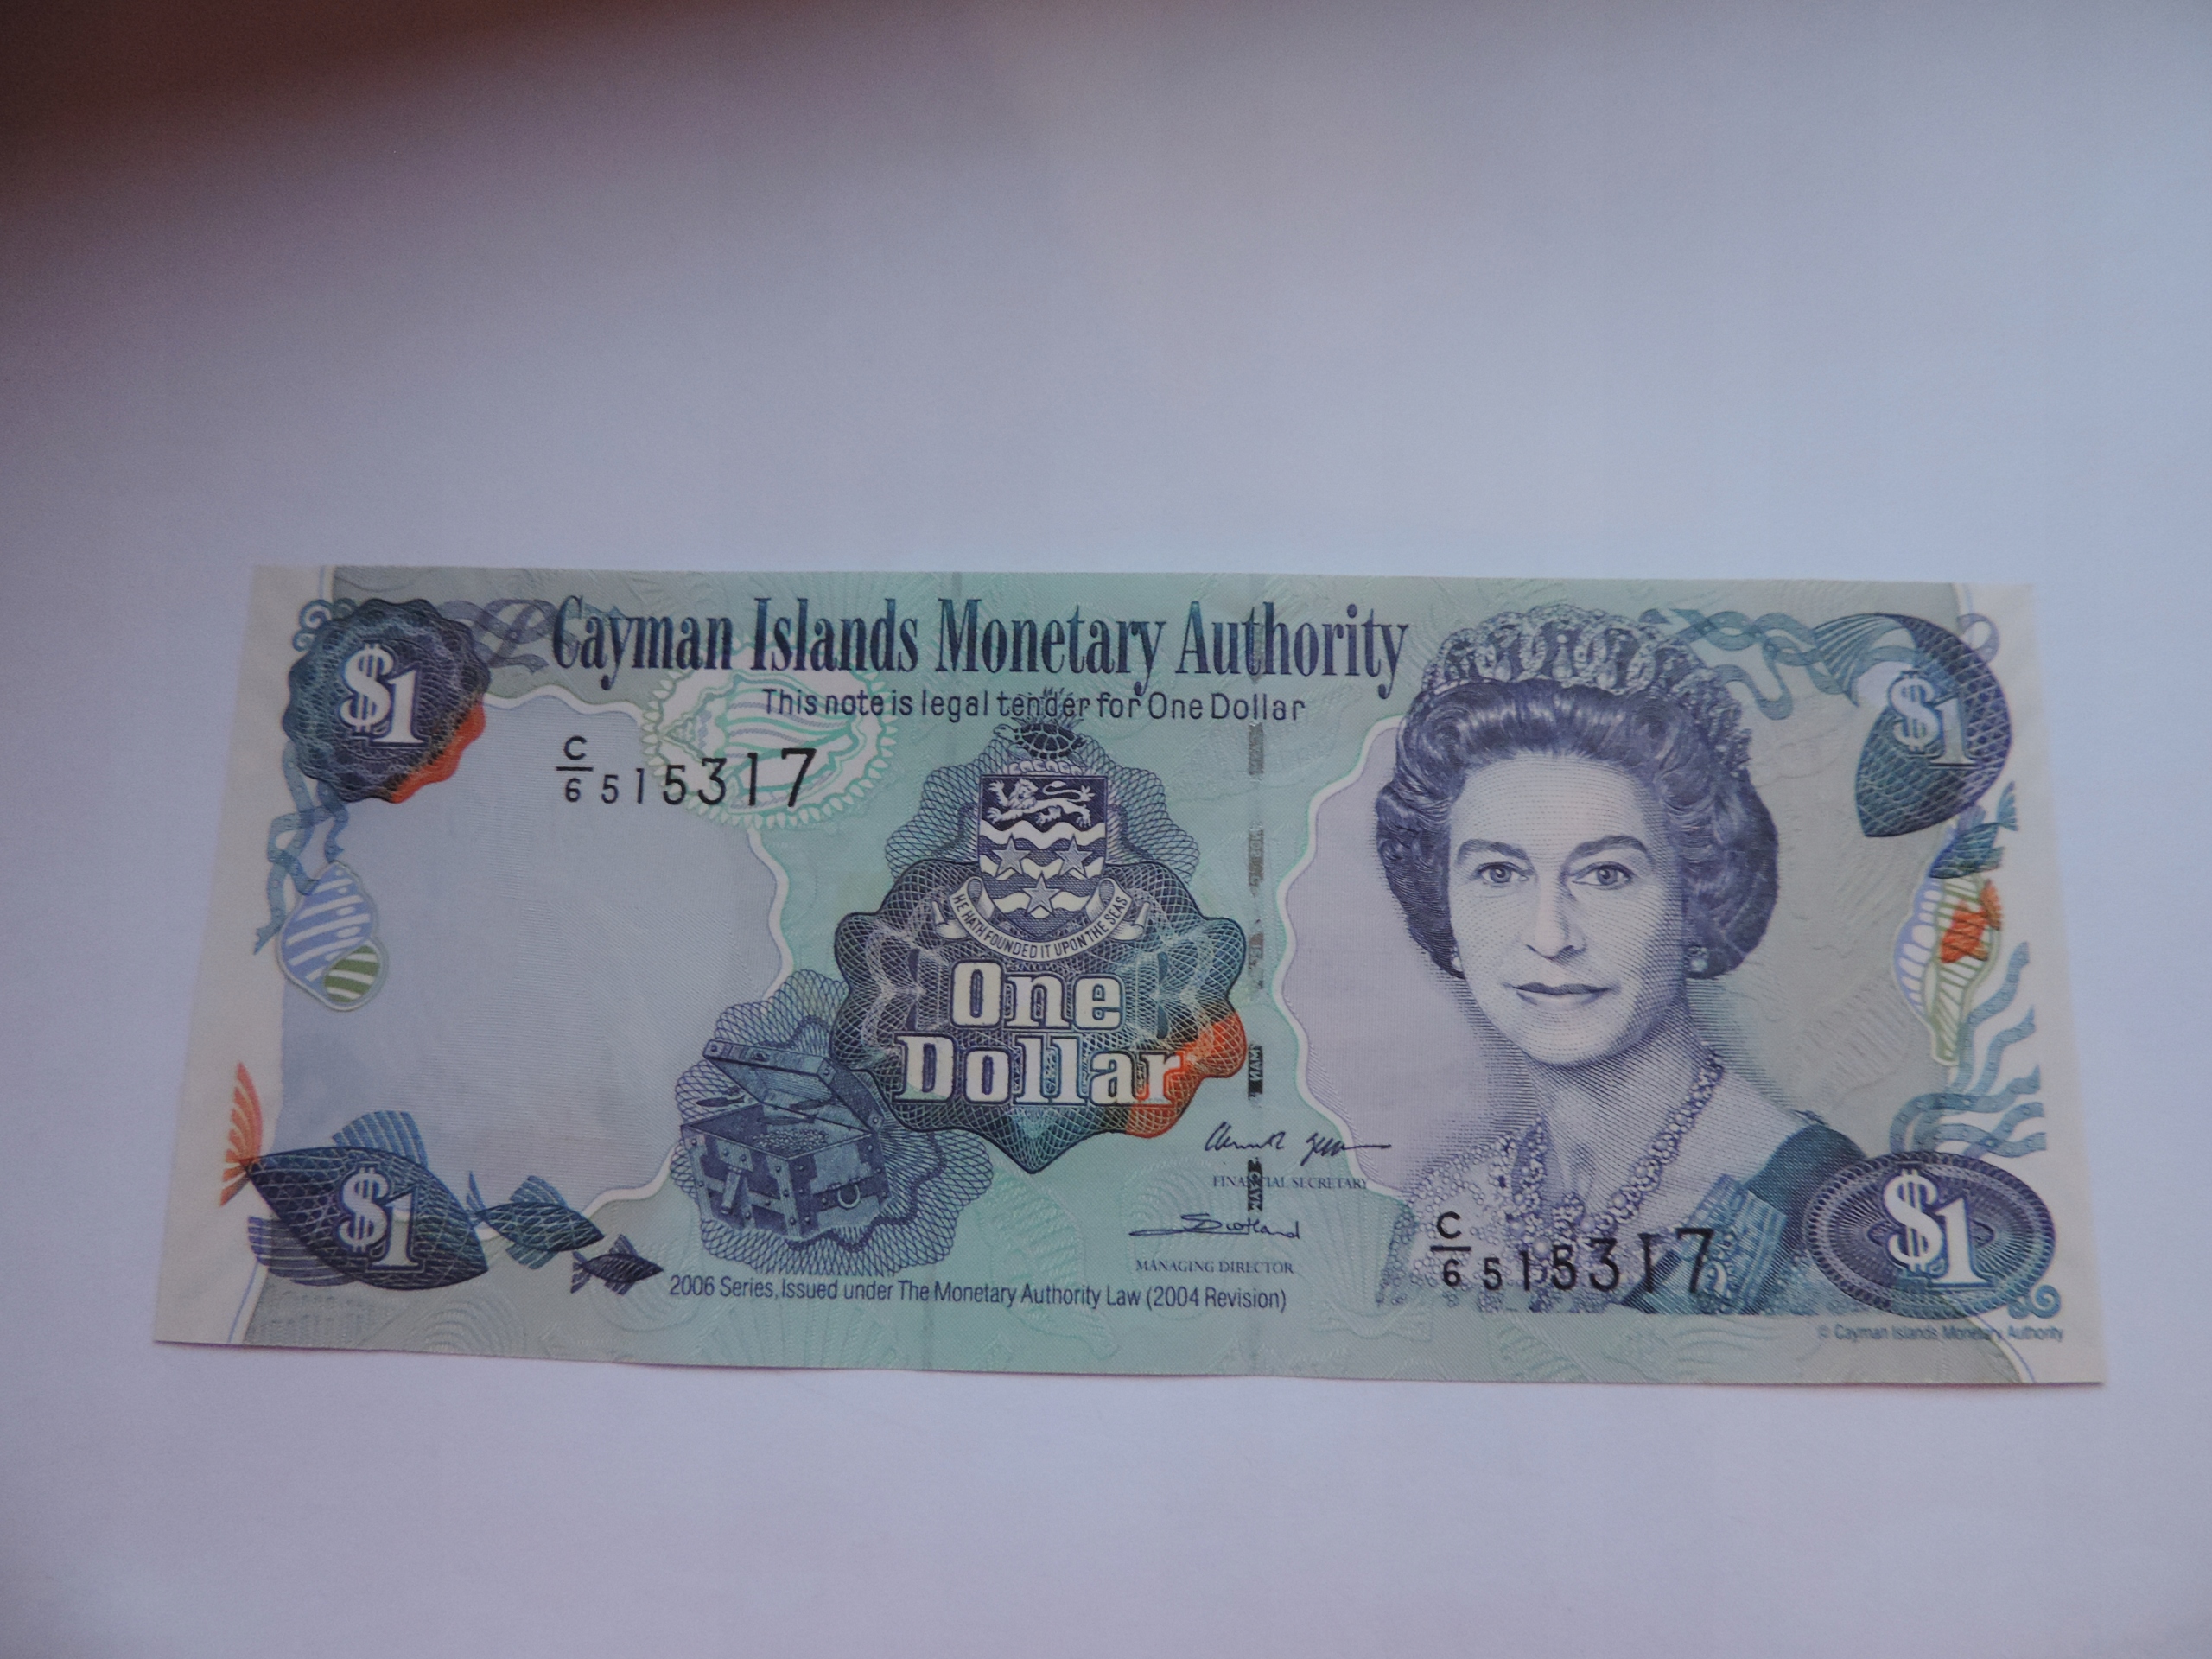 Cayman Islands Monetary Authority
This note is legal tender for One Dollar
$1
$1
C/6 515317
HE HATH FOUNDED IT UPON THE SEAS
One
Dollar
FINANCIAL SECRETARY
MANAGING DIRECTOR
$1
C/6 515317
$1
2006 Series, Issued under The Monetary Authority Law (2004 Revision)
© Cayman Islands Monetary Authority